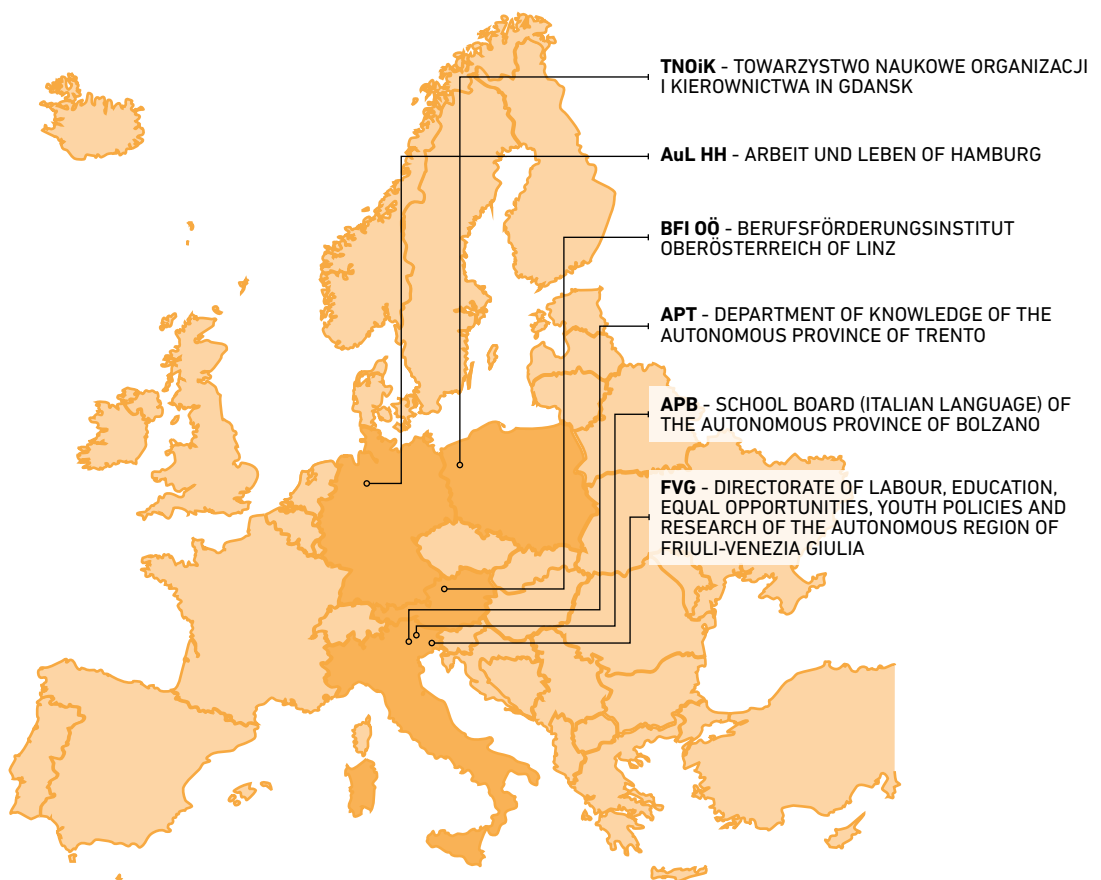 TNOiK - TOWARZYSTWO NAUKOWE ORGANIZACJI
I KIEROWNICTWA IN GDANSK
AuL HH - ARBEIT UND LEBEN OF HAMBURG
BFI OÖ - BERUFSFÖRDERUNGSINSTITUT
OBERÖSTERREICH OF LINZ
APT - DEPARTMENT OF KNOWLEDGE OF THE
AUTONOMOUS PROVINCE OF TRENTO
APB - SCHOOL BOARD (ITALIAN LANGUAGE) OF
THE AUTONOMOUS PROVINCE OF BOLZANO
FVG - DIRECTORATE OF LABOUR, EDUCATION,
EQUAL OPPORTUNITIES, YOUTH POLICIES AND
RESEARCH OF THE AUTONOMOUS REGION OF
FRIULI-VENEZIA GIULIA